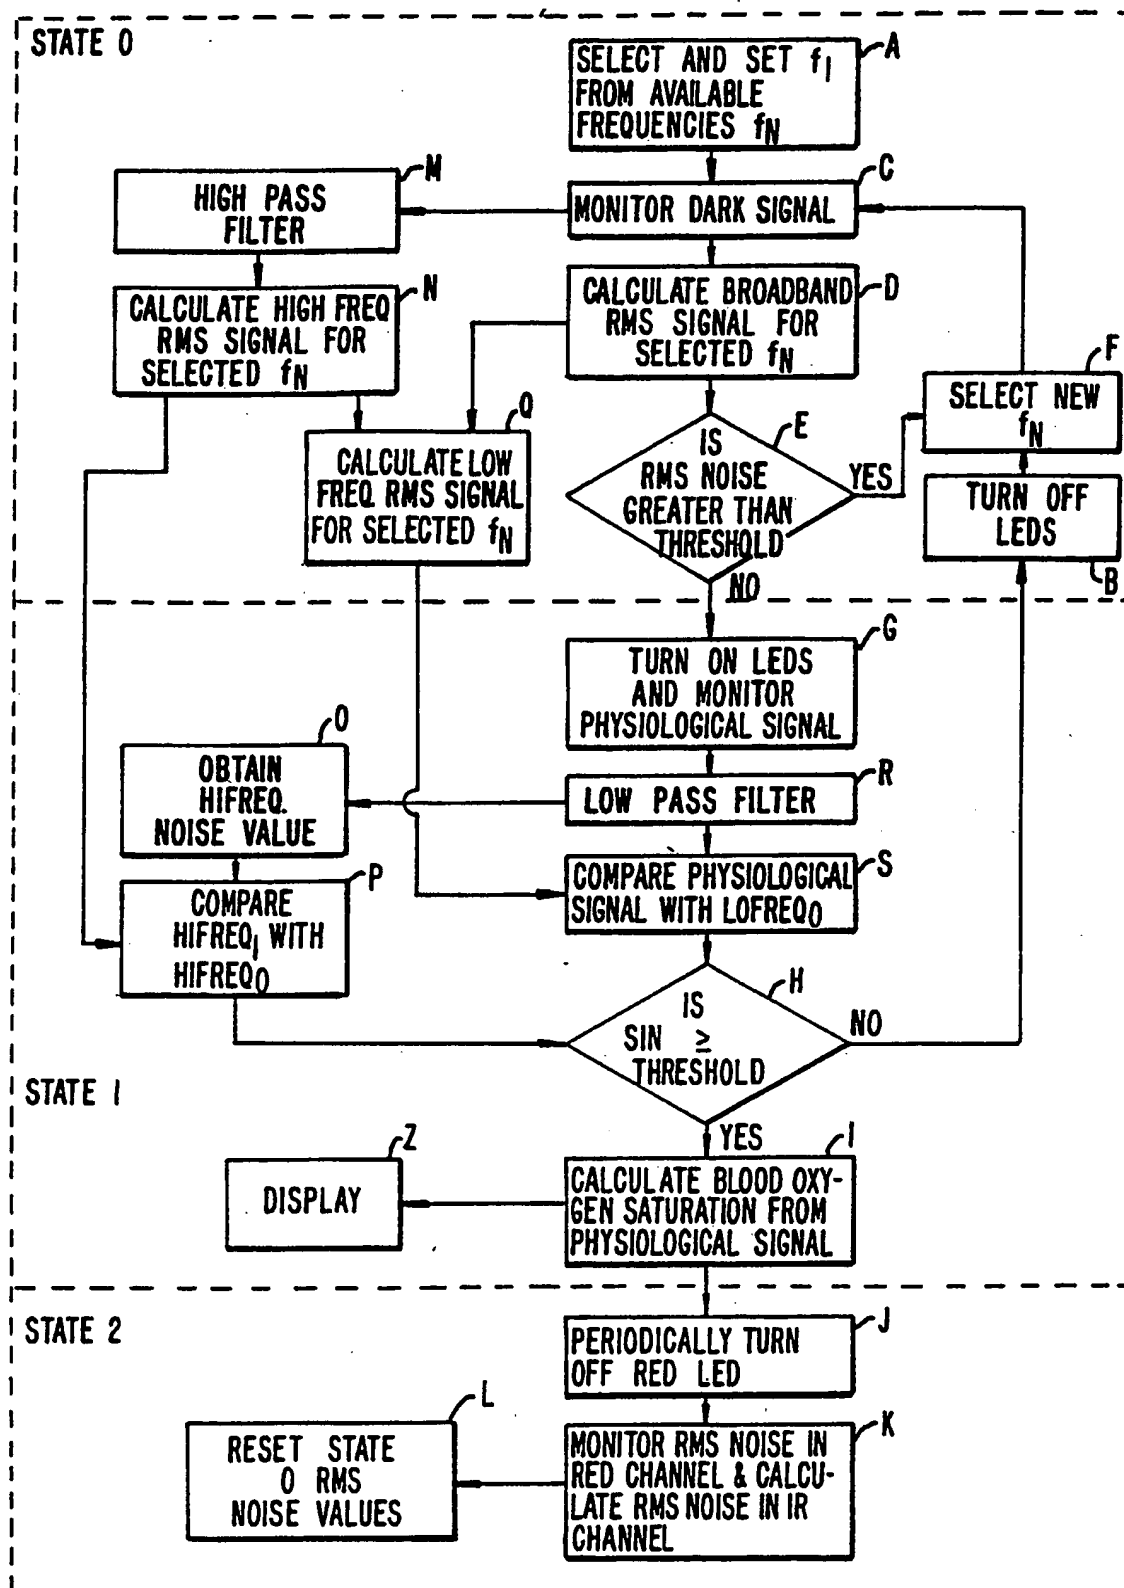 STATE 0
A
SELECT AND SET f1
FROM AVAILABLE
FREQUENCIES fN
M
HIGH PASS
FILTER
C
MONITOR DARK SIGNAL
N
CALCULATE HIGH FREQ
RMS SIGNAL FOR
SELECTED fN
D
CALCULATE BROADBAND
RMS SIGNAL FOR
SELECTED fN
F
SELECT NEW
fN
Q
CALCULATE LOW
FREQ RMS SIGNAL
FOR SELECTED fN
E
IS
RMS NOISE
GREATER THAN
THRESHOLD
YES
NO
TURN OFF
LEDS
B
G
TURN ON LEDS
AND MONITOR
PHYSIOLOGICAL SIGNAL
O
OBTAIN
HIFREQ.
NOISE VALUE
R
LOW PASS FILTER
P
COMPARE
HIFREQ1 WITH
HIFREQ0
S
COMPARE PHYSIOLOGICAL
SIGNAL WITH LOFREQ0
H
IS
SIN ≥
THRESHOLD
NO
STATE 1
YES
Z
DISPLAY
I
CALCULATE BLOOD OXY-
GEN SATURATION FROM
PHYSIOLOGICAL SIGNAL
STATE 2
J
PERIODICALLY TURN
OFF RED LED
L
RESET STATE
0 RMS
NOISE VALUES
K
MONITOR RMS NOISE IN
RED CHANNEL & CALCU-
LATE RMS NOISE IN IR
CHANNEL